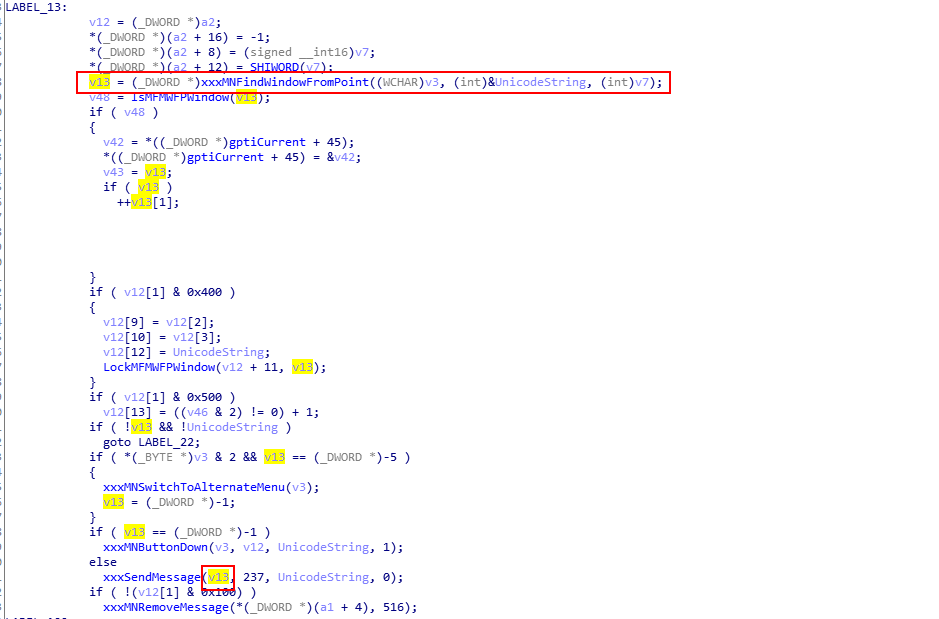 LABEL_13:
v12 = (_DWORD *)a2;
*(_DWORD *)(a2 + 16) = -1;
*(_DWORD *)(a2 + 8) = (signed __int16)v7;
*(_DWORD *)(a2 + 12) = SHIWORD(v7);
v13 = (_DWORD *)xxxMNFindWindowFromPoint((WCHAR)v3, (int)&UnicodeString, (int)v7);
v48 = IsMFMWFPWindow(v13);
if ( v48 )
{
v42 = *((_DWORD *)gptiCurrent + 45);
*((_DWORD *)gptiCurrent + 45) = &v42;
v43 = v13;
if ( v13 )
++v13[1];
}
if ( v12[1] & 0x400 )
{
v12[9] = v12[2];
v12[10] = v12[3];
v12[12] = UnicodeString;
LockMFMWFPWindow(v12 + 11, v13);
}
if ( v12[1] & 0x500 )
v12[13] = ((v46 & 2) != 0) + 1;
if ( !v13 && !UnicodeString )
goto LABEL_22;
if ( *(_BYTE *)v3 & 2 && v13 == (_DWORD *)-5 )
{
xxxMNSwitchToAlternateMenu(v3);
v13 = (_DWORD *)-1;
}
if ( v13 == (_DWORD *)-1 )
xxxMNButtonDown(v3, v12, UnicodeString, 1);
else
xxxSendMessage(v13, 237, UnicodeString, 0);
if ( !(v12[1] & 0x100) )
xxxMNRemoveMessage(*(_DWORD *)(a1 + 4), 516);